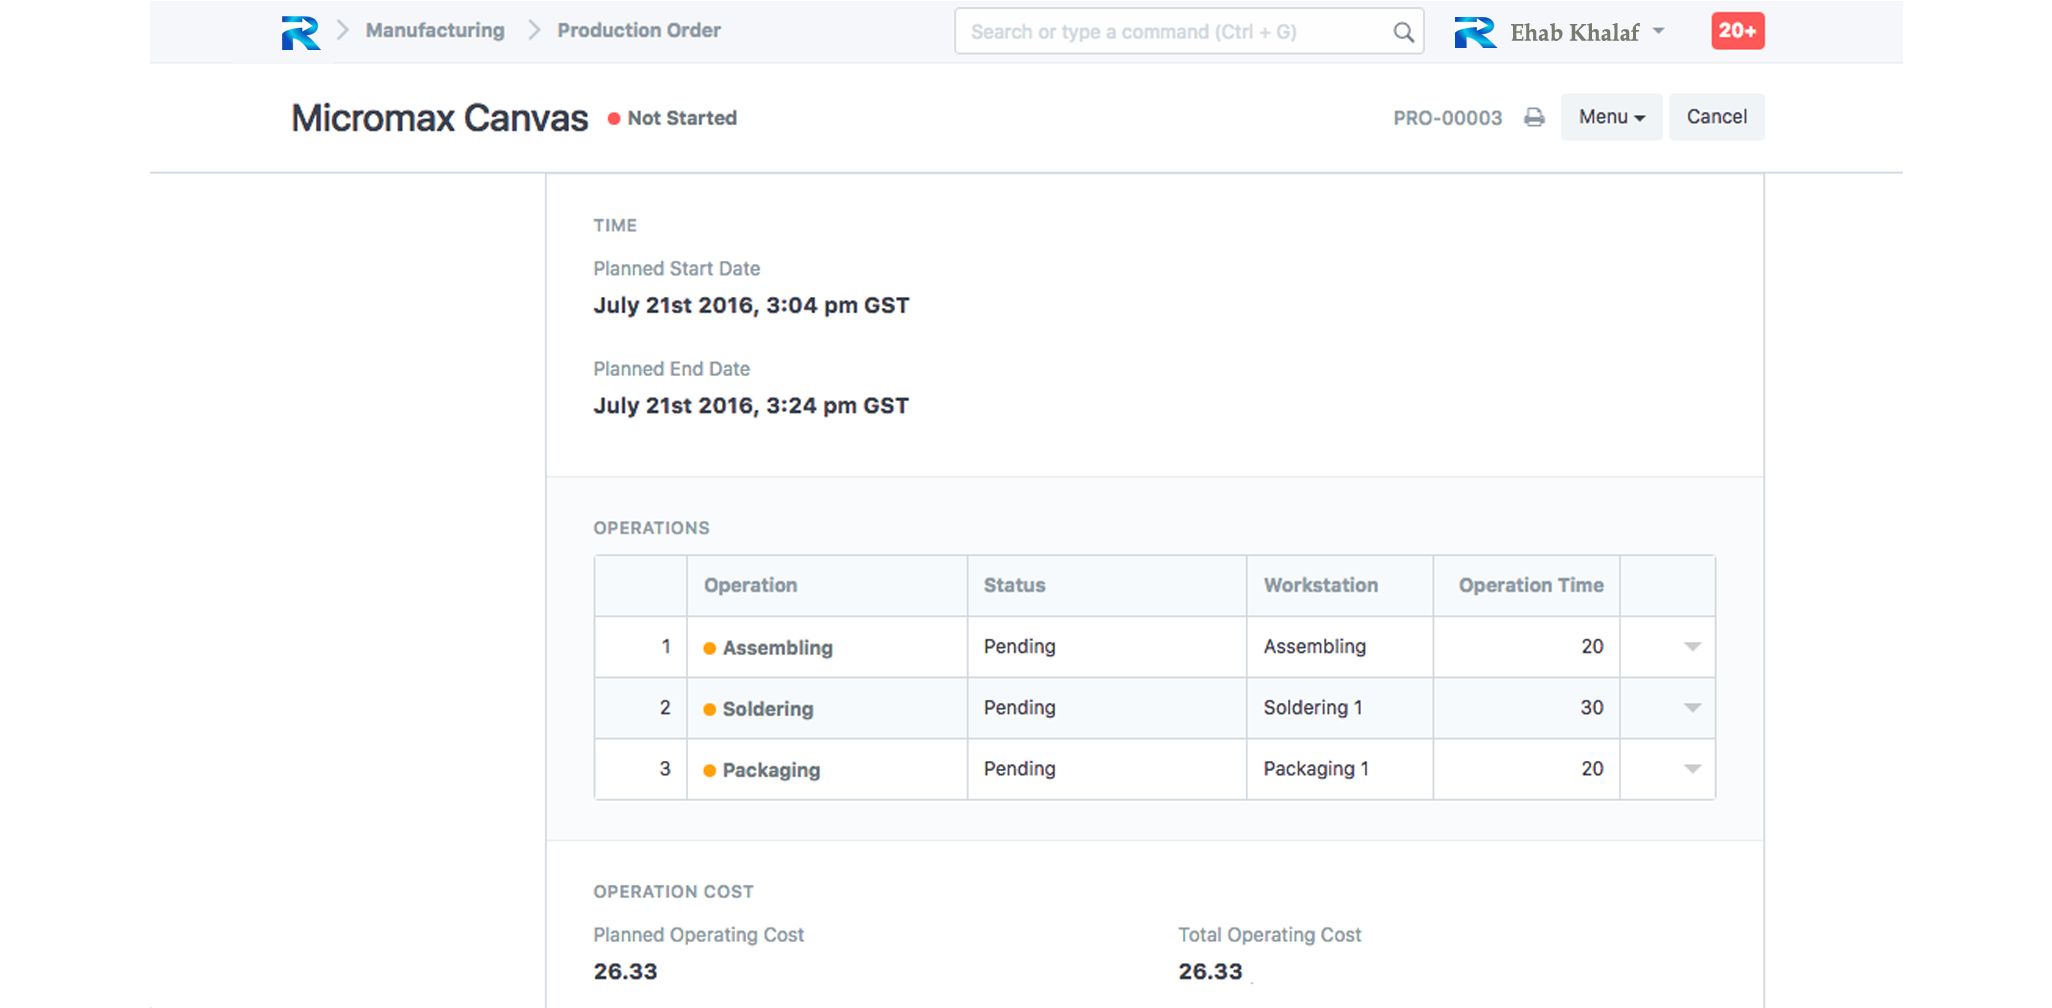 Manufacturing Production Order Search or type a command (Ctrl + G) Ehab Khalaf 20+
Micromax Canvas Not Started PRO-00003 Menu Cancel
TIME
Planned Start Date
July 21st 2016, 3:04 pm GST
Planned End Date
July 21st 2016, 3:24 pm GST
OPERATIONS
Operation Status Workstation Operation Time
1 Assembling Pending Assembling 20
2 Soldering Pending Soldering 1 30
3 Packaging Pending Packaging 1 20
OPERATION COST
Planned Operating Cost Total Operating Cost
26.33 26.33